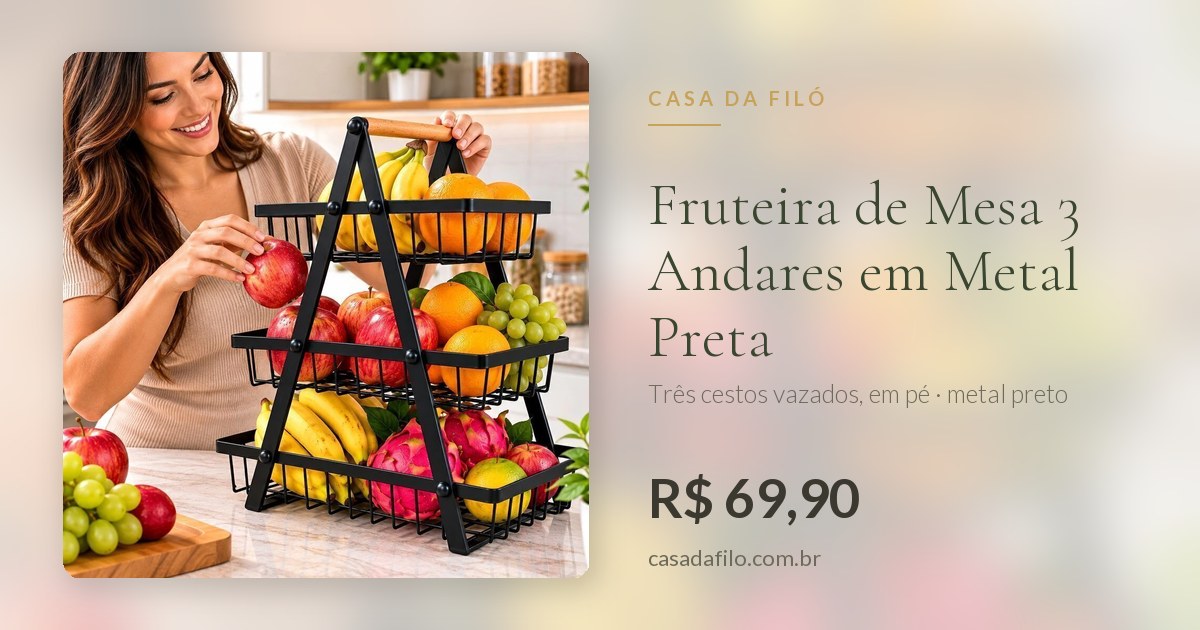 CASA DA FILÓ
Fruteira de Mesa 3
Andares em Metal
Preta
Três cestos vazados, em pé · metal preto
R$ 69,90
casadafilo.com.br